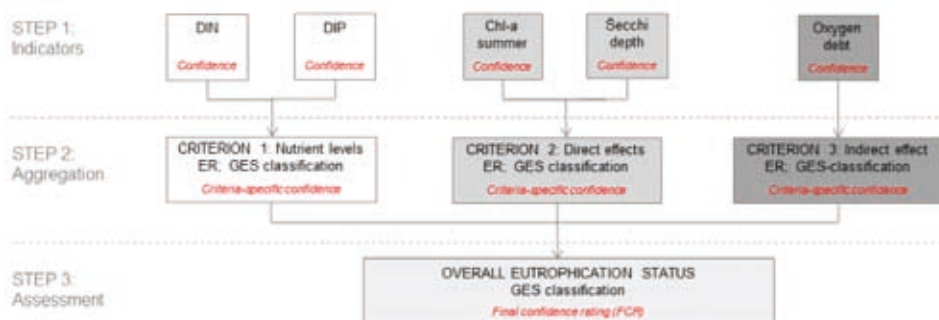 STEP 1:
Indicators
DIN
Confidence
DIP
Confidence
Chl-a
summer
Confidence
Secchi
depth
Confidence
Oxygen
debt
Confidence
STEP 2:
Aggregation
CRITERION 1: Nutrient levels
ER; GES classification
Criteria-specific confidence
CRITERION 2: Direct effects
ER; GES classification
Criteria-specific confidence
CRITERION 3: Indirect effect
ER; GES-classification
Criteria-specific confidence
STEP 3:
Assessment
OVERALL EUTROPHICATION STATUS
GES classification
Final confidence rating (FCR)